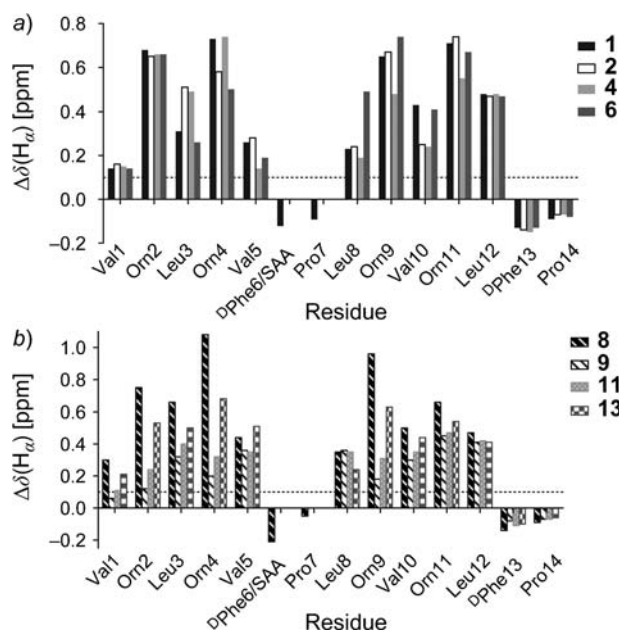 a)
0.8
0.6
0.4
0.2
0.0
−0.2
Δδ(Hα) [ppm]
1
2
4
6
Val1
Orn2
Leu3
Orn4
Val5
ᴰPhe6/SAA
Pro7
Leu8
Orn9
Val10
Orn11
Leu12
ᴰPhe13
Pro14
Residue
b)
1.0
0.8
0.6
0.4
0.2
0.0
−0.2
Δδ(Hα) [ppm]
8
9
11
13
Val1
Orn2
Leu3
Orn4
Val5
ᴰPhe6/SAA
Pro7
Leu8
Orn9
Val10
Orn11
Leu12
ᴰPhe13
Pro14
Residue